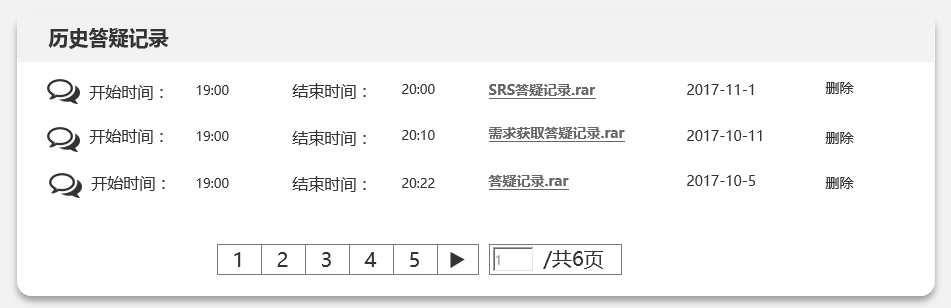 历史答疑记录
开始时间： 19:00 结束时间： 20:00 SRS答疑记录.rar 2017-11-1 删除
开始时间： 19:00 结束时间： 20:10 需求获取答疑记录.rar 2017-10-11 删除
开始时间： 19:00 结束时间： 20:22 答疑记录.rar 2017-10-5 删除
1 2 3 4 5 ▶ 1 /共6页